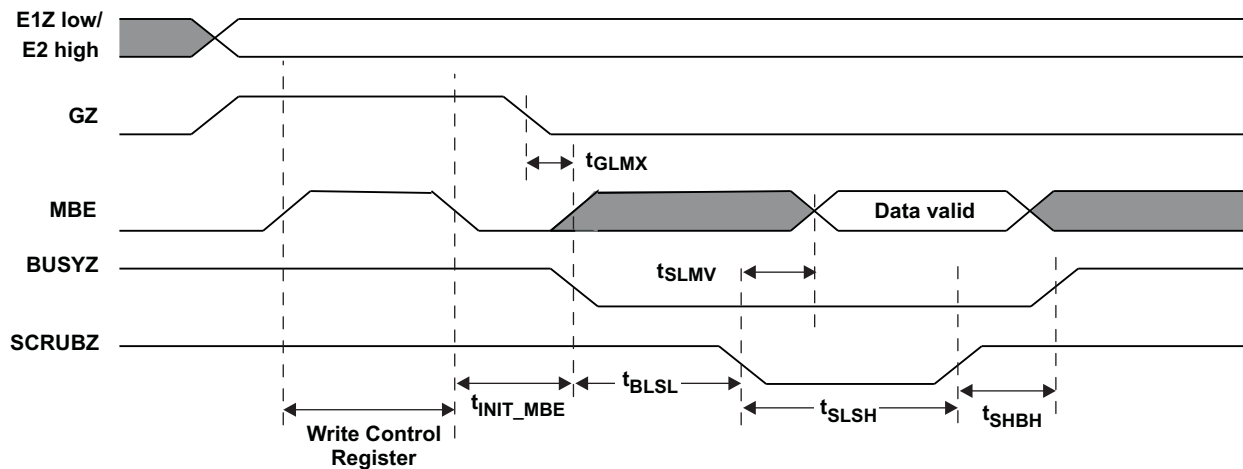 E1Z low/
E2 high
GZ
tGLMX
MBE
Data valid
BUSYZ
tSLMV
SCRUBZ
tINIT_MBE
tBLSL
tSLSH
tSHBH
Write Control
Register